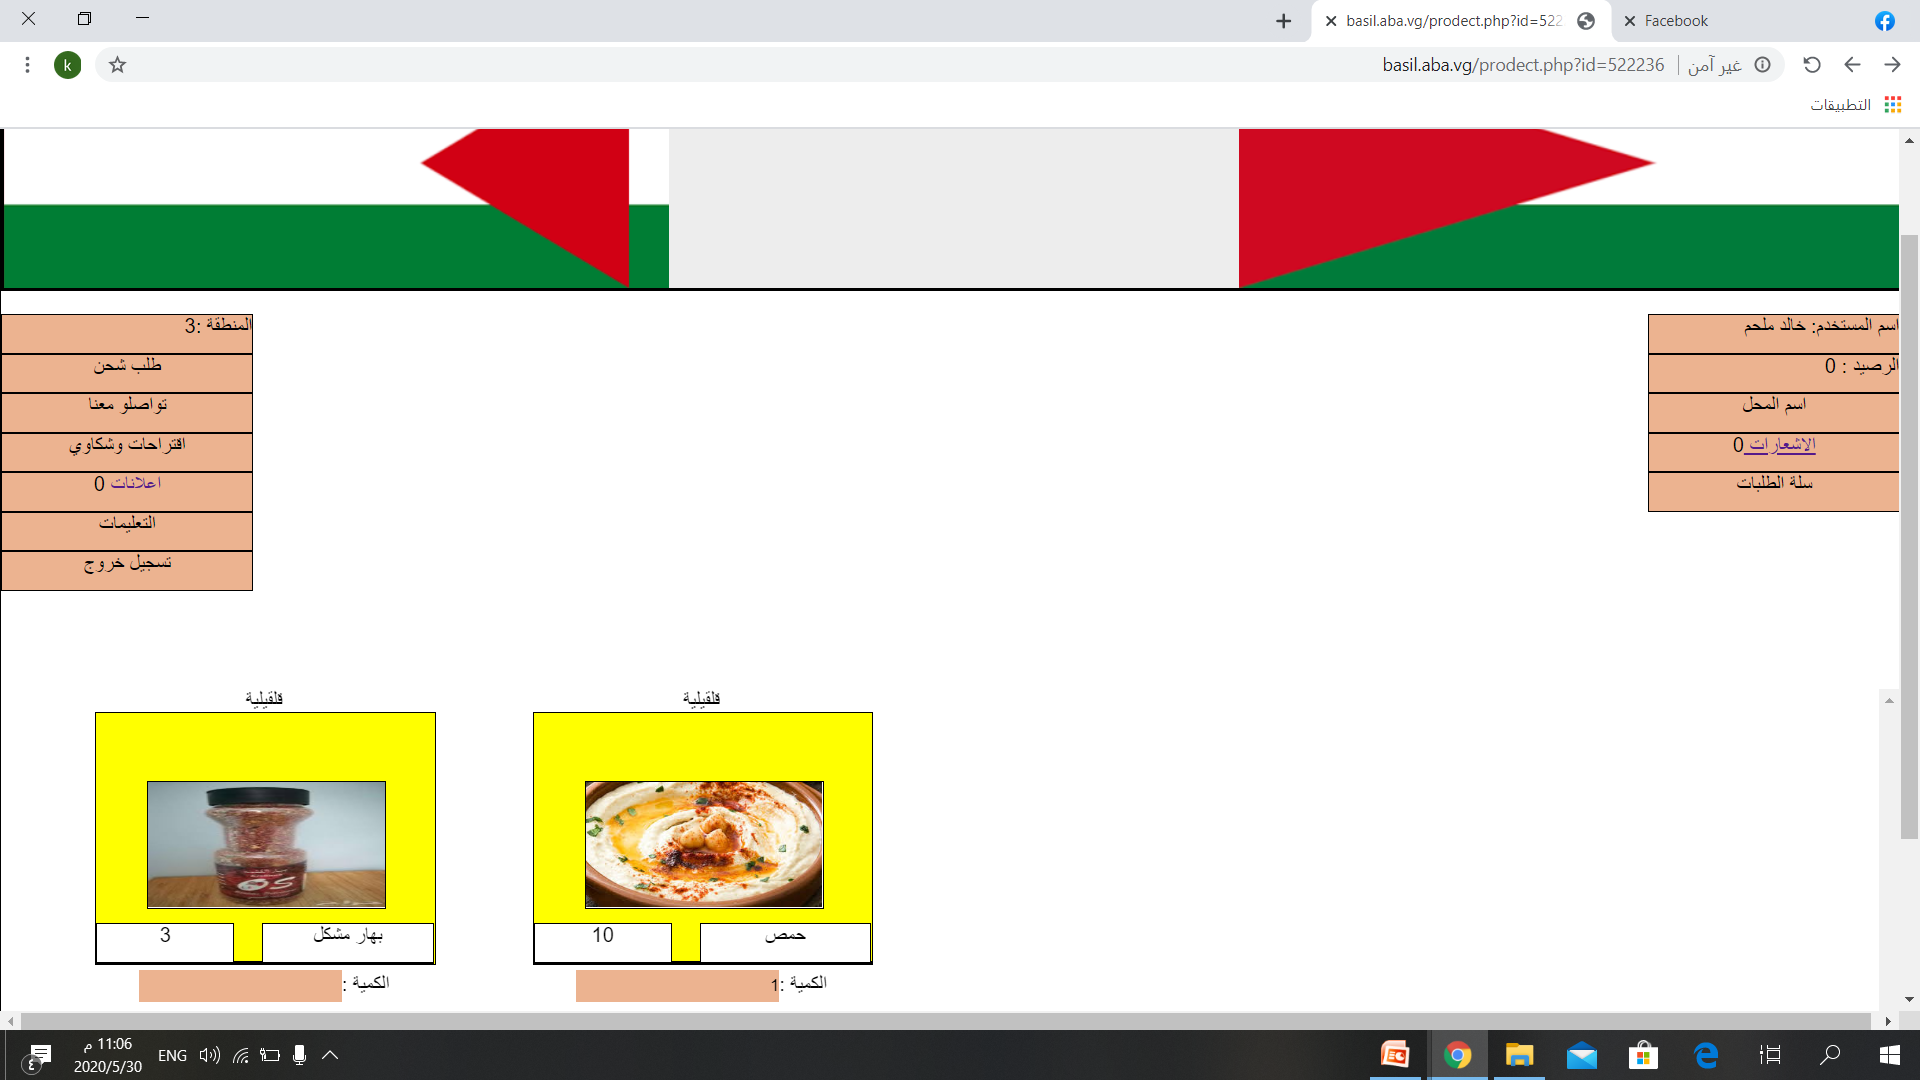 Facebook
basil.aba.vg/prodect.php?id=522
basil.aba.vg/prodect.php?id=522236
غير آمن
k
التطبيقات
اسم المستخدم: خالد ملحم
الرصيد : 0
اسم المحل
الاشعارات 0
سلة الطلبات
المنطقة :3
طلب شحن
تواصلو معنا
اقتراحات وشكاوي
اعلانات 0
التعليمات
تسجيل خروج
قلقيلية
حمص
10
الكمية :1
قلقيلية
بهار مشكل
3
الكمية :
ENG
11:06 م
2020/5/30
٤